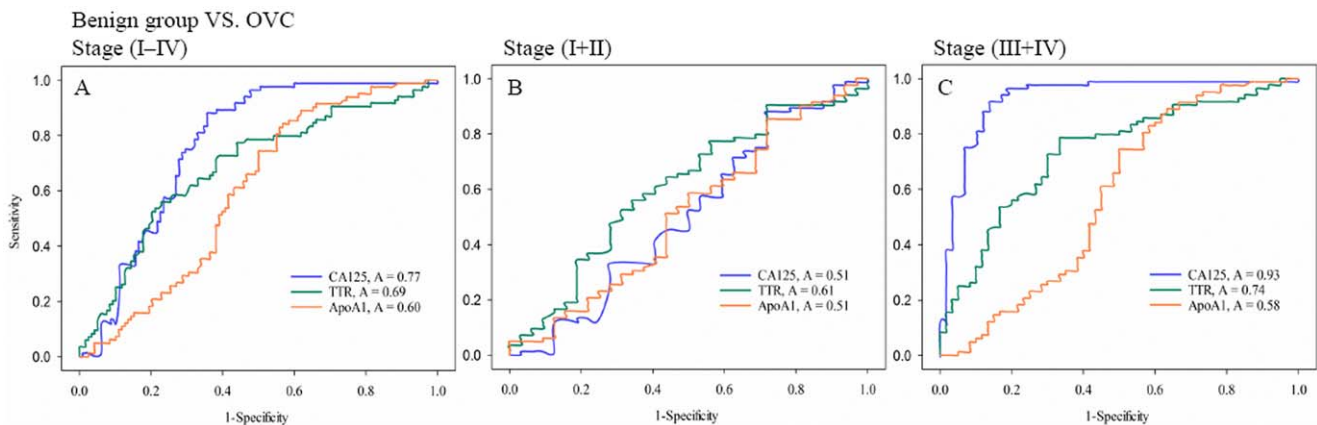 Benign group VS. OVC
Stage (I–IV)
Stage (I+II)
Stage (III+IV)
A
1.0
0.8
0.6
0.4
0.2
0.0
Sensitivity
CA125, A = 0.77
TTR, A = 0.69
ApoA1, A = 0.60
0.0 0.2 0.4 0.6 0.8 1.0
1-Specificity
B
1.0
0.8
0.6
0.4
0.2
0.0
CA125, A = 0.51
TTR, A = 0.61
ApoA1, A = 0.51
0.0 0.2 0.4 0.6 0.8 1.0
1-Specificity
C
1.0
0.8
0.6
0.4
0.2
0.0
CA125, A = 0.93
TTR, A = 0.74
ApoA1, A = 0.58
0.0 0.2 0.4 0.6 0.8 1.0
1-Specificity